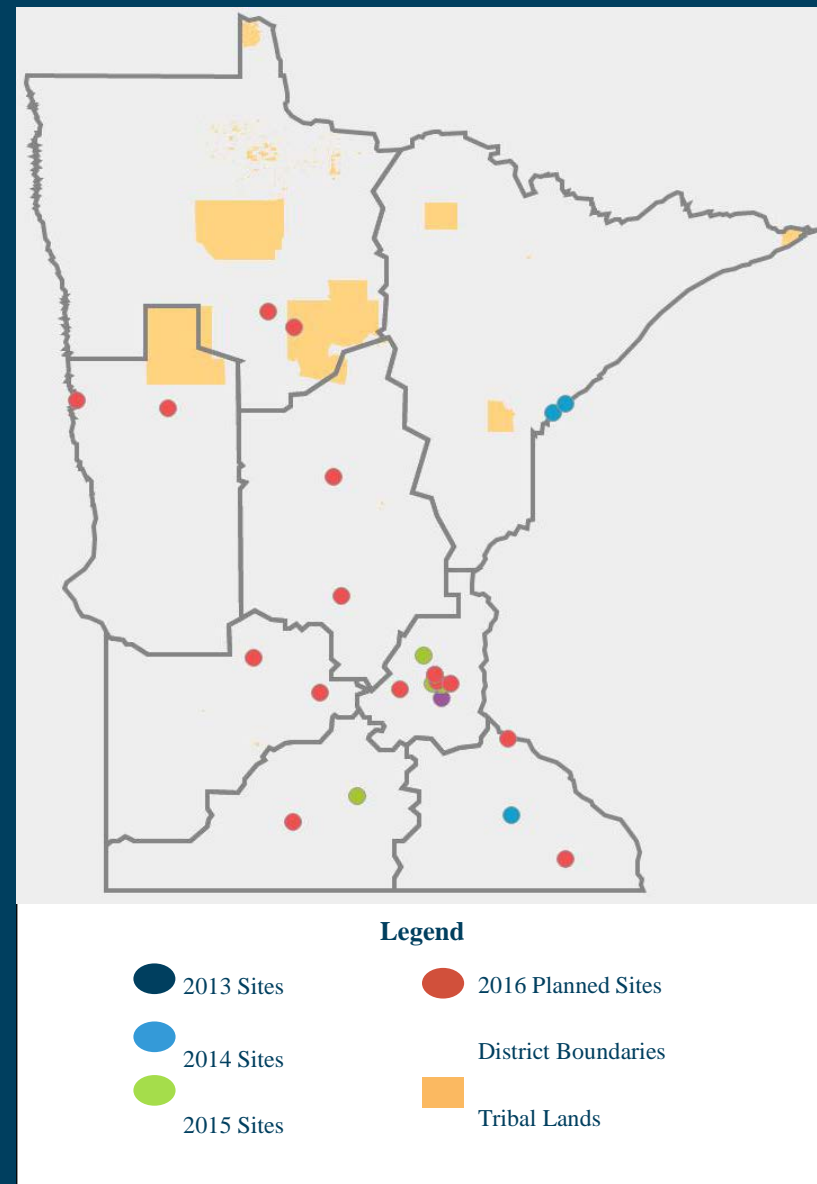 Legend
2013 Sites
2014 Sites
2015 Sites
2016 Planned Sites
District Boundaries
Tribal Lands